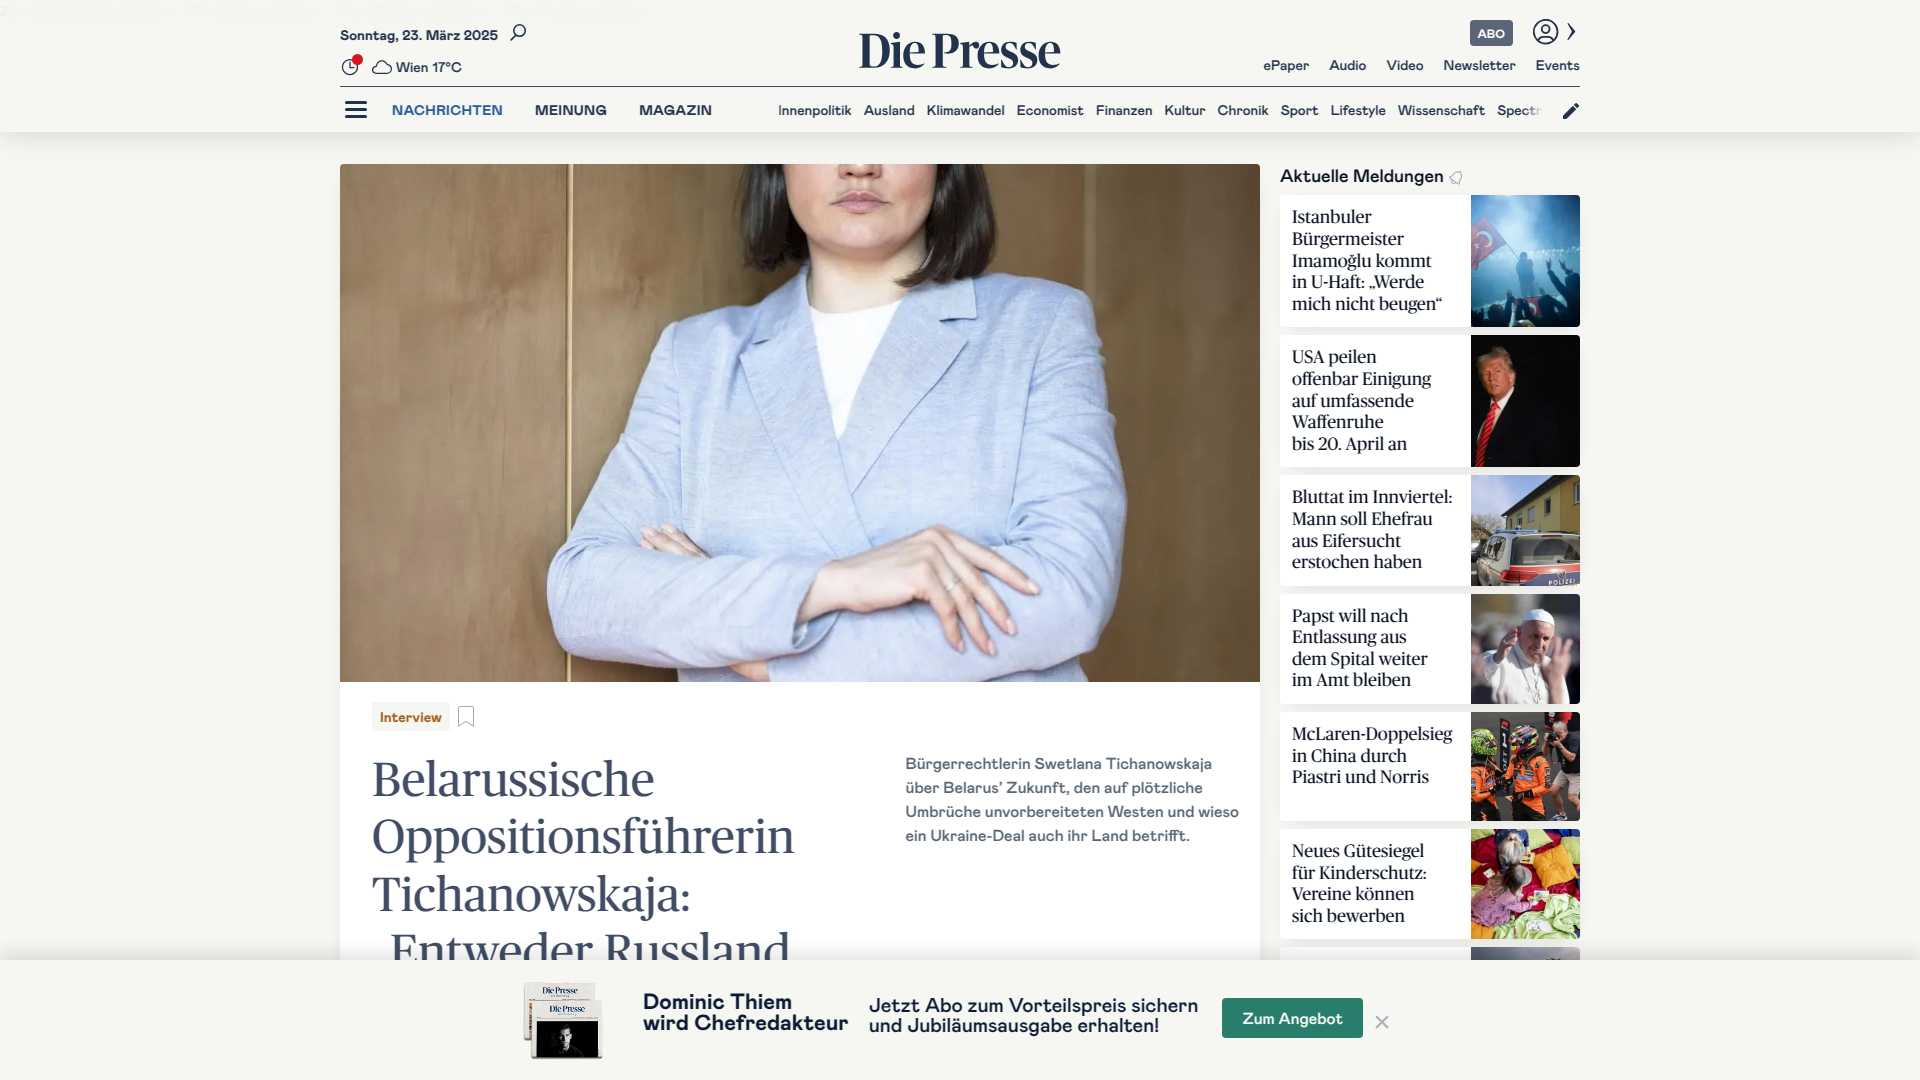 Sonntag, 23. März 2025
Wien 17°C
Die Presse
ABO
ePaper Audio Video Newsletter Events
NACHRICHTEN MEINUNG MAGAZIN
Innenpolitik Ausland Klimawandel Economist Finanzen Kultur Chronik Sport Lifestyle Wissenschaft
Interview
Belarussische
Oppositionsführerin
Tichanowskaja:
„Entweder Russland
Bürgerrechtlerin Swetlana Tichanowskaja
über Belarus’ Zukunft, den auf plötzliche
Umbrüche unvorbereiteten Westen und wieso
ein Ukraine-Deal auch ihr Land betrifft.
Aktuelle Meldungen
Istanbuler
Bürgermeister
Imamoğlu kommt
in U-Haft: „Werde
mich nicht beugen“
USA peilen
offenbar Einigung
auf umfassende
Waffenruhe
bis 20. April an
Bluttat im Innviertel:
Mann soll Ehefrau
aus Eifersucht
erstochen haben
POLIZEI
Papst will nach
Entlassung aus
dem Spital weiter
im Amt bleiben
McLaren-Doppelsieg
in China durch
Piastri und Norris
Neues Gütesiegel
für Kinderschutz:
Vereine können
sich bewerben
Die Presse
Die Presse
Dominic Thiem
wird Chefredakteur
Jetzt Abo zum Vorteilspreis sichern
und Jubiläumsausgabe erhalten!
Zum Angebot